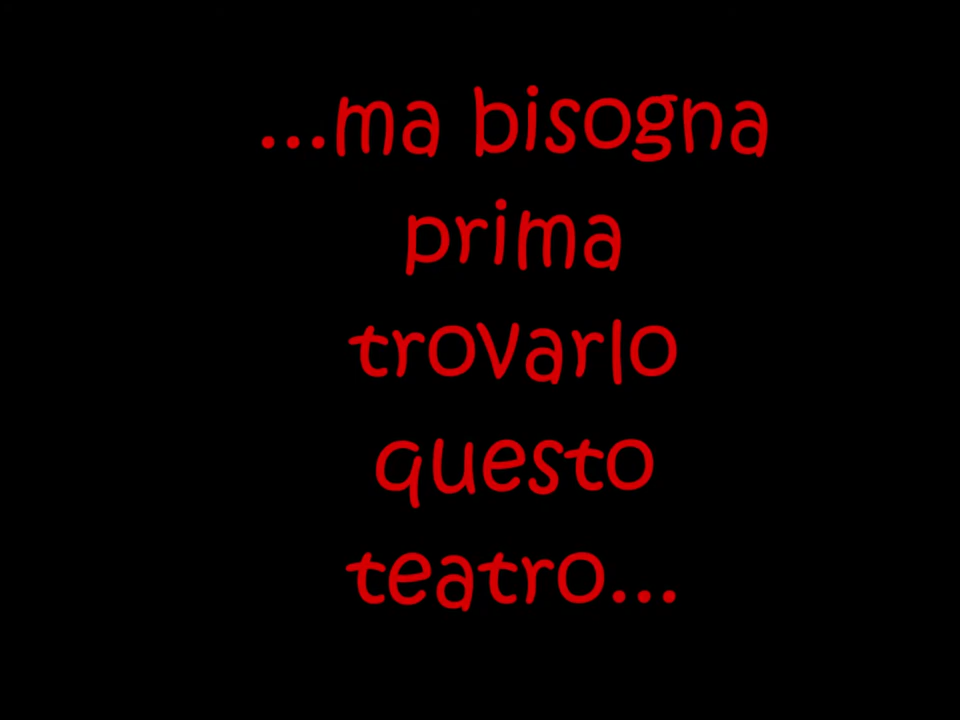 ...ma bisogna
prima
trovarlo
questo
teatro...